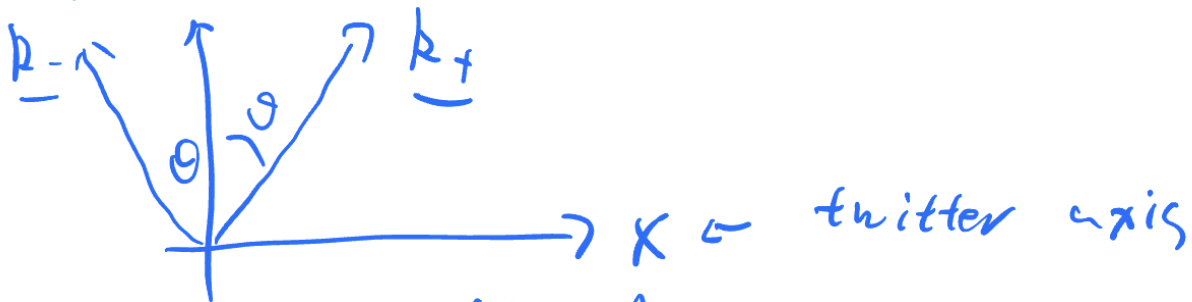 k₋ k₊
θ θ
x ← twitter axis